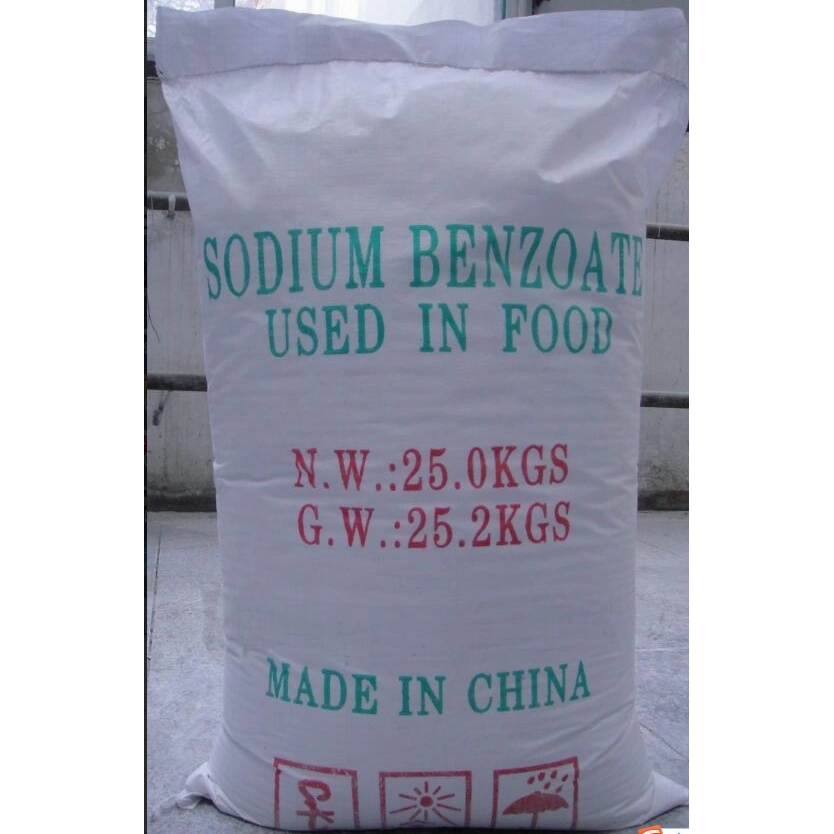 SODIUM BENZOATE
USED IN FOOD
N.W.:25.0KGS
G.W.:25.2KGS
MADE IN CHINA